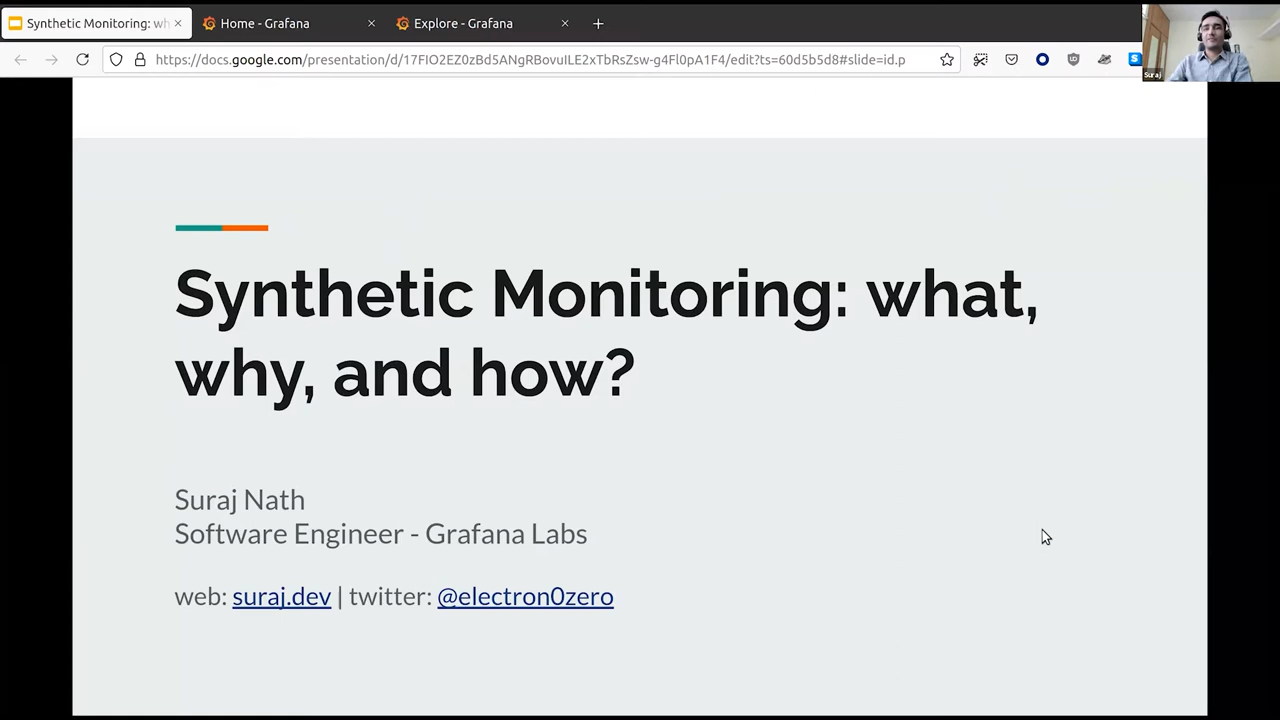 Synthetic Monitoring: wh
Home - Grafana
Explore - Grafana
https://docs.google.com/presentation/d/17FIO2EZ0zBd5ANgRBovuILE2xTbRsZsw-g4Fl0pA1F4/edit?ts=60d5b5d8#slide=id.p
Suraj
Synthetic Monitoring: what,
why, and how?
Suraj Nath
Software Engineer - Grafana Labs
web: suraj.dev | twitter: @electron0zero